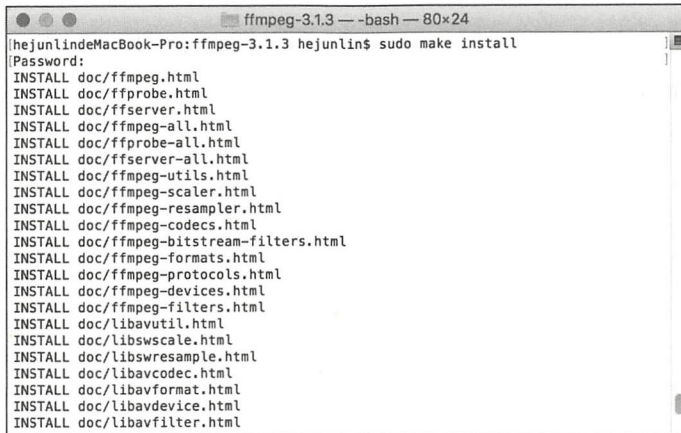 ffmpeg-3.1.3 — -bash — 80×24
[hejunlindeMacBook-Pro:ffmpeg-3.1.3 hejunlin$ sudo make install ]
[Password: ]
INSTALL doc/ffmpeg.html
INSTALL doc/ffprobe.html
INSTALL doc/ffserver.html
INSTALL doc/ffmpeg-all.html
INSTALL doc/ffprobe-all.html
INSTALL doc/ffserver-all.html
INSTALL doc/ffmpeg-utils.html
INSTALL doc/ffmpeg-scaler.html
INSTALL doc/ffmpeg-resampler.html
INSTALL doc/ffmpeg-codecs.html
INSTALL doc/ffmpeg-bitstream-filters.html
INSTALL doc/ffmpeg-formats.html
INSTALL doc/ffmpeg-protocols.html
INSTALL doc/ffmpeg-devices.html
INSTALL doc/ffmpeg-filters.html
INSTALL doc/libavutil.html
INSTALL doc/libswscale.html
INSTALL doc/libswresample.html
INSTALL doc/libavcodec.html
INSTALL doc/libavformat.html
INSTALL doc/libavdevice.html
INSTALL doc/libavfilter.html